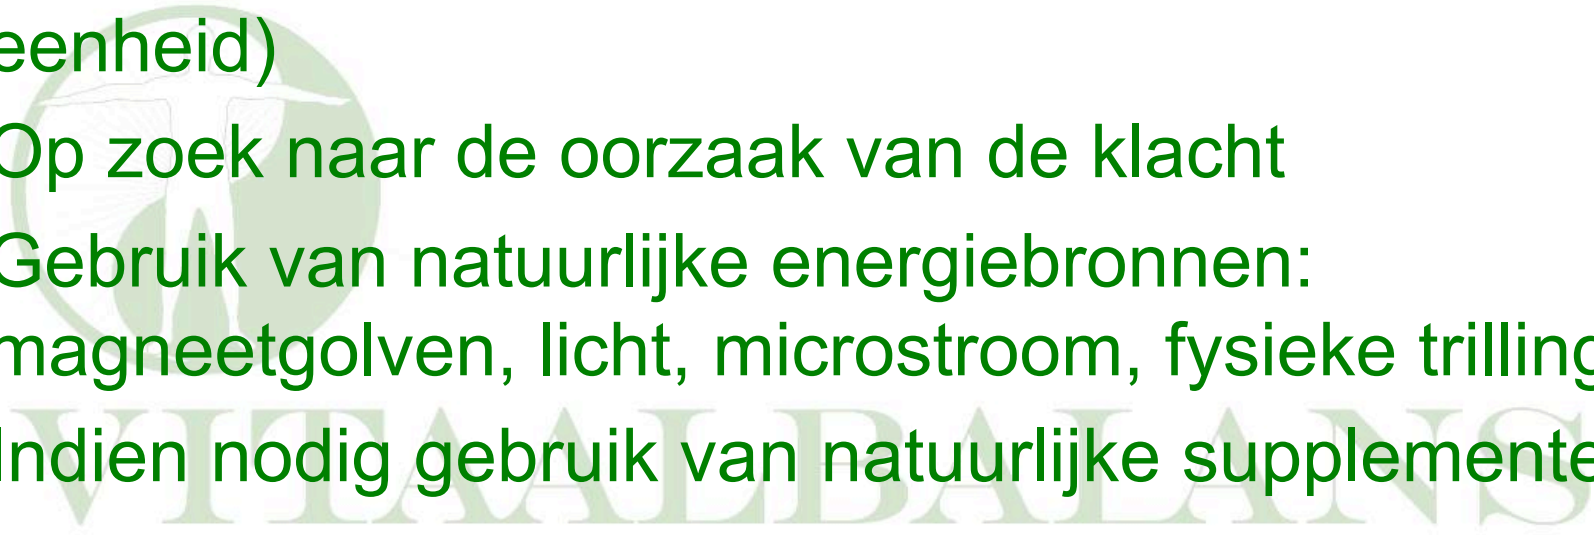 eenheid)
Op zoek naar de oorzaak van de klacht
Gebruik van natuurlijke energiebronnen:
magneetgolven, licht, microstroom, fysieke trilling
Indien nodig gebruik van natuurlijke supplemente
VITAALBALANS